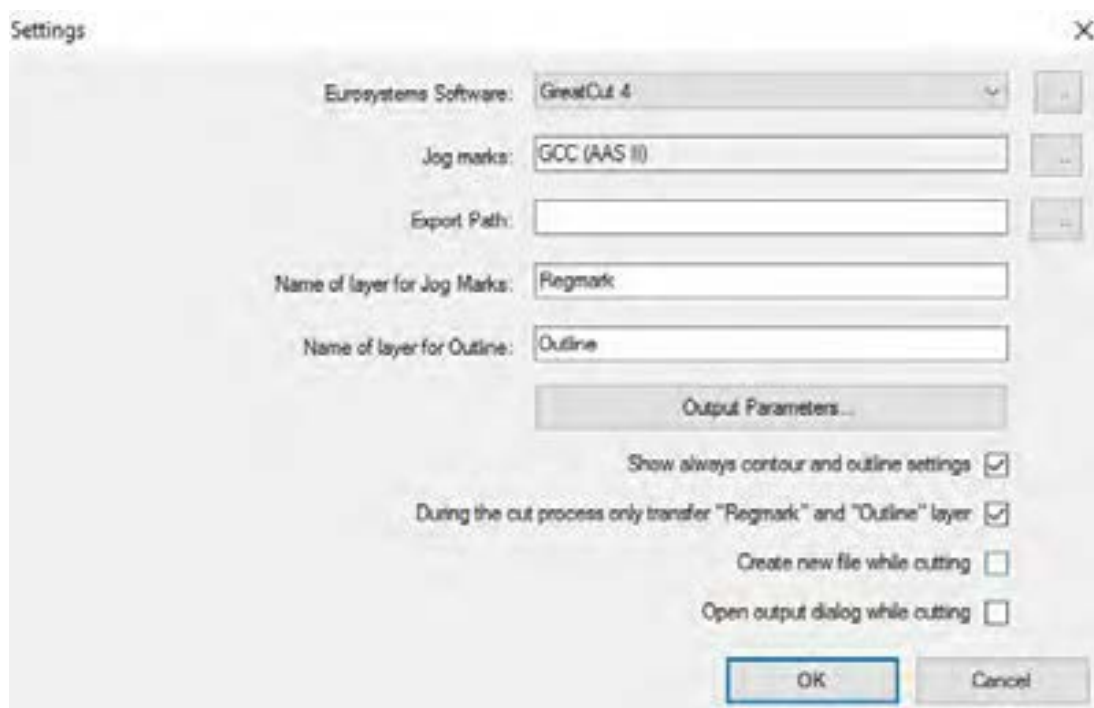 Settings
Eurosystems Software: GreatCut 4
Jog marks: GCC (AAS II)
Export Path:
Name of layer for Jog Marks: Regmark
Name of layer for Outline: Outline
Output Parameters...
Show always contour and outline settings
During the cut process only transfer "Regmark" and "Outline" layer
Create new file while cutting
Open output dialog while cutting
OK Cancel